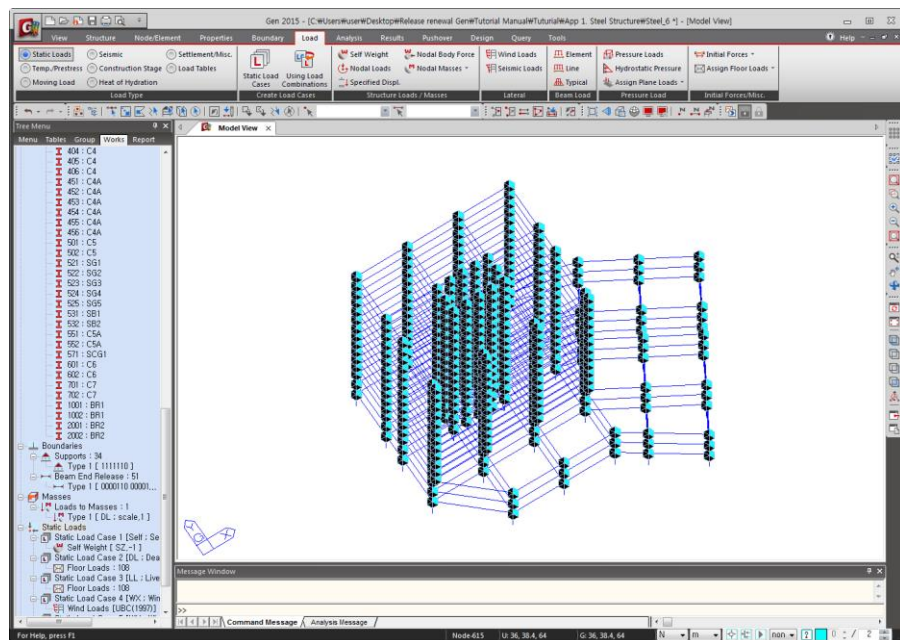 Gen 2015 - [C:₩Users₩user₩Desktop₩Release renewal Gen₩Tutorial Manual₩Tuturial₩App 1. Steel Structure₩Steel_6 *] - [Model View]
View Structure Node/Element Properties Boundary Load Analysis Results Pushover Design Query Tools Help
Static Loads Seismic Settlement/Misc.
Temp./Prestress Construction Stage Load Tables
Moving Load Heat of Hydration
Load Type
Static Load Cases
Using Load Combinations
Create Load Cases
Self Weight Nodal Body Force
Nodal Loads Nodal Masses
Specified Displ.
Structure Loads / Masses
Wind Loads
Seismic Loads
Lateral
Element
Line
Typical
Beam Load
Pressure Loads
Hydrostatic Pressure
Assign Plane Loads
Pressure Load
Initial Forces
Assign Floor Loads
Initial Forces/Misc.
Tree Menu
Menu Tables Group Works Report
Model View
404 : C4
405 : C4
406 : C4
451 : C4A
452 : C4A
453 : C4A
454 : C4A
455 : C4A
456 : C4A
501 : C5
502 : C5
521 : SG1
522 : SG2
523 : SG3
524 : SG4
525 : SG5
531 : SB1
532 : SB2
551 : C5A
552 : C5A
571 : SCG1
601 : C6
602 : C6
701 : C7
702 : C7
1001 : BR1
1002 : BR1
2001 : BR2
2002 : BR2
Boundaries
Supports : 34
Type 1 [ 1111110 ]
Beam End Release : 51
Type 1 [ 0000110 00001...
Masses
Loads to Masses : 1
Type 1 [ DL : scale,1 ]
Static Loads
Static Load Case 1 [Self ; Se
Self Weight [ SZ,-1 ]
Static Load Case 2 [DL ; Dea
Floor Loads : 108
Static Load Case 3 [LL ; Live
Floor Loads : 108
Static Load Case 4 [WX ; Win
Wind Loads [UBC(1997)]
Message Window
>>
Command Message Analysis Message
For Help, press F1
Node-615
U: 36, 38.4, 64
G: 36, 38.4, 64
N m non ? 0 / 2